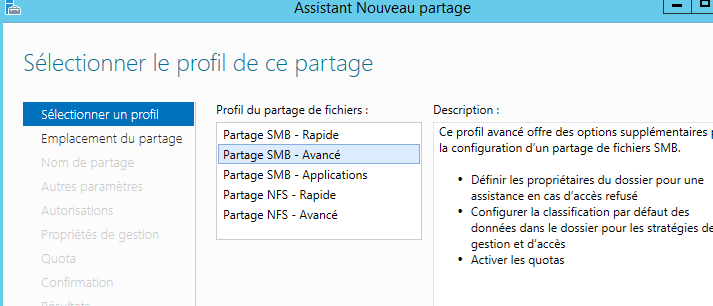 Assistant Nouveau partage
Sélectionner le profil de ce partage
Sélectionner un profil
Emplacement du partage
Nom de partage
Autres paramètres
Autorisations
Propriétés de gestion
Quota
Confirmation
Résultats
Profil du partage de fichiers :
Partage SMB - Rapide
Partage SMB - Avancé
Partage SMB - Applications
Partage NFS - Rapide
Partage NFS - Avancé
Description :
Ce profil avancé offre des options supplémentaires
la configuration d'un partage de fichiers SMB.
• Définir les propriétaires du dossier pour une
assistance en cas d'accès refusé
• Configurer la classification par défaut des
données dans le dossier pour les stratégies de
gestion et d'accès
• Activer les quotas